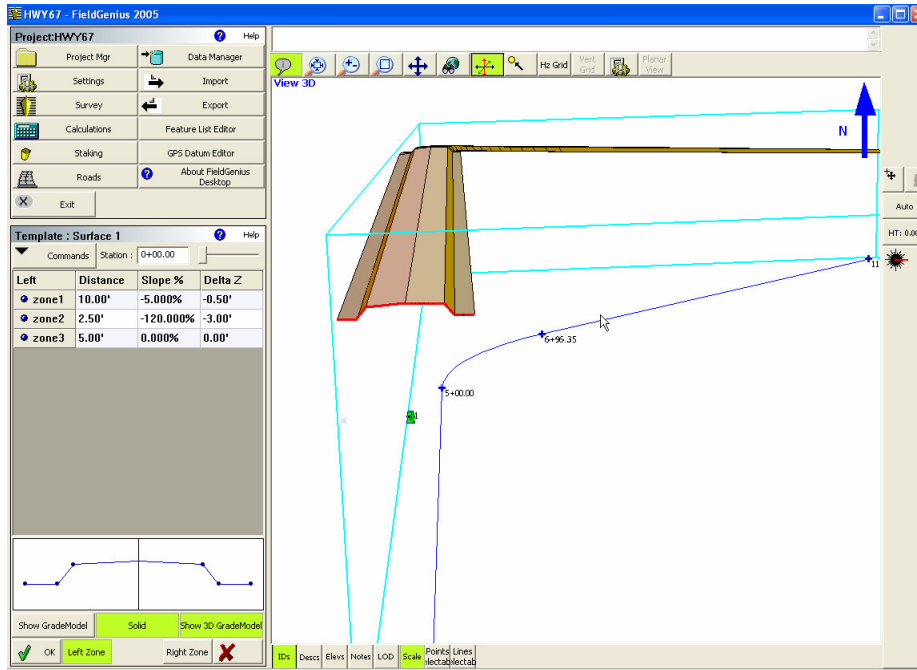 HWY67 - FieldGenius 2005
Project:HWY67 Help
Project Mgr Data Manager
Settings Import
Survey Export
Calculations Feature List Editor
Staking GPS Datum Editor
Roads About FieldGenius Desktop
Exit
Template : Surface 1 Help
Commands Station : 0+00.00
Left Distance Slope % Delta Z
zone1 10.00' -5.000% -0.50'
zone2 2.50' -120.000% -3.00'
zone3 5.00' 0.000% 0.00'
Show GradeModel Solid Show 3D GradeModel
OK Left Zone Right Zone
Hz Grid Vert Grid Planar View
View 3D
N
11
6+96.35
5+00.00
1
Auto
HT: 0.00
IDs Descs Elevs Notes LOD Scale Points Lines